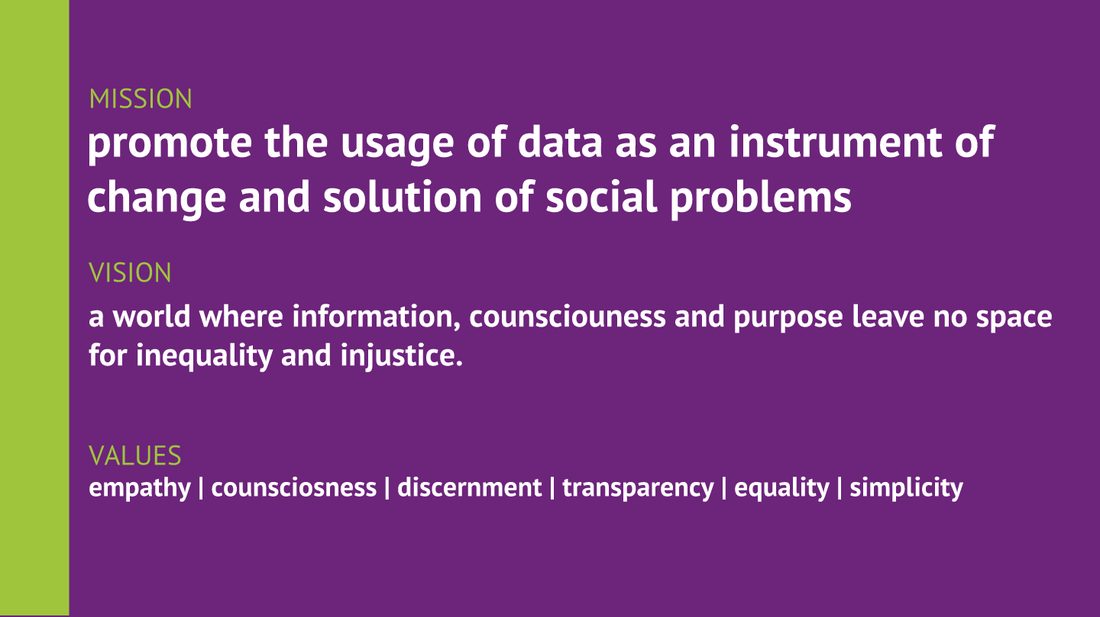 MISSION
promote the usage of data as an instrument of
change and solution of social problems
VISION
a world where information, counsciouness and purpose leave no space
for inequality and injustice.
VALUES
empathy | counsciosness | discernment | transparency | equality | simplicity